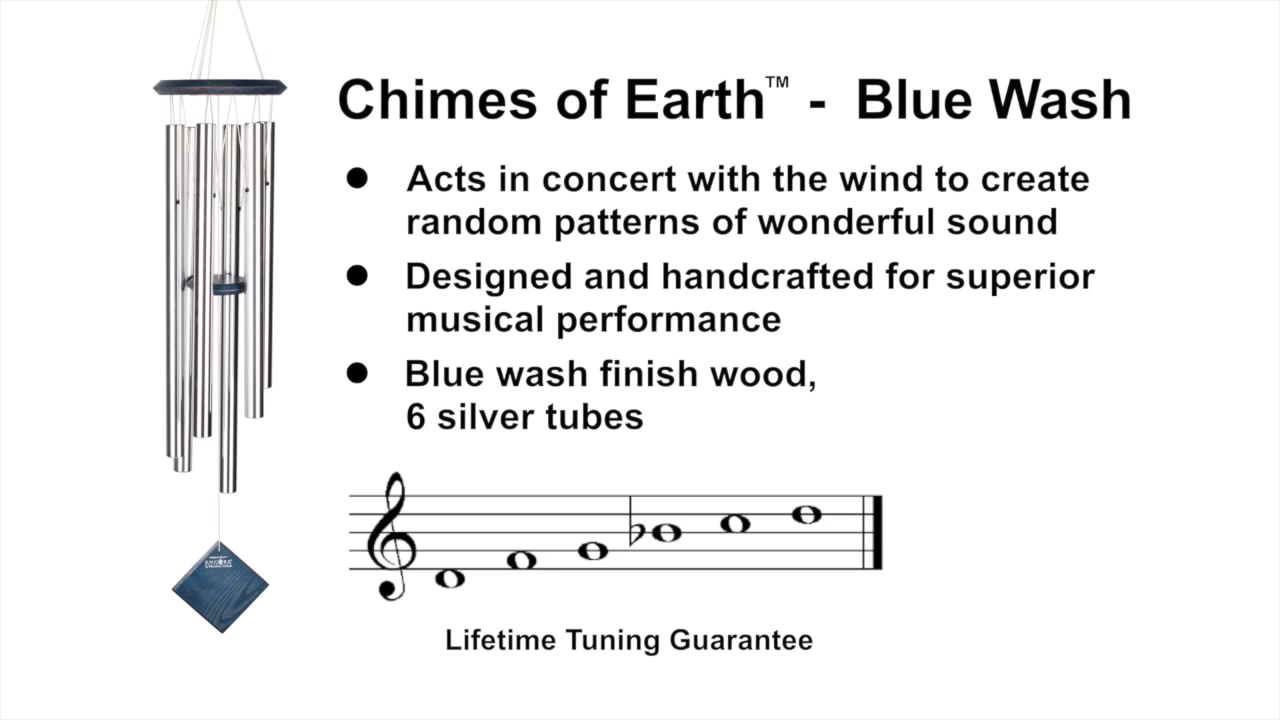 Chimes of Earth™ - Blue Wash
● Acts in concert with the wind to create
random patterns of wonderful sound
● Designed and handcrafted for superior
musical performance
● Blue wash finish wood,
6 silver tubes
ENCORE
Lifetime Tuning Guarantee